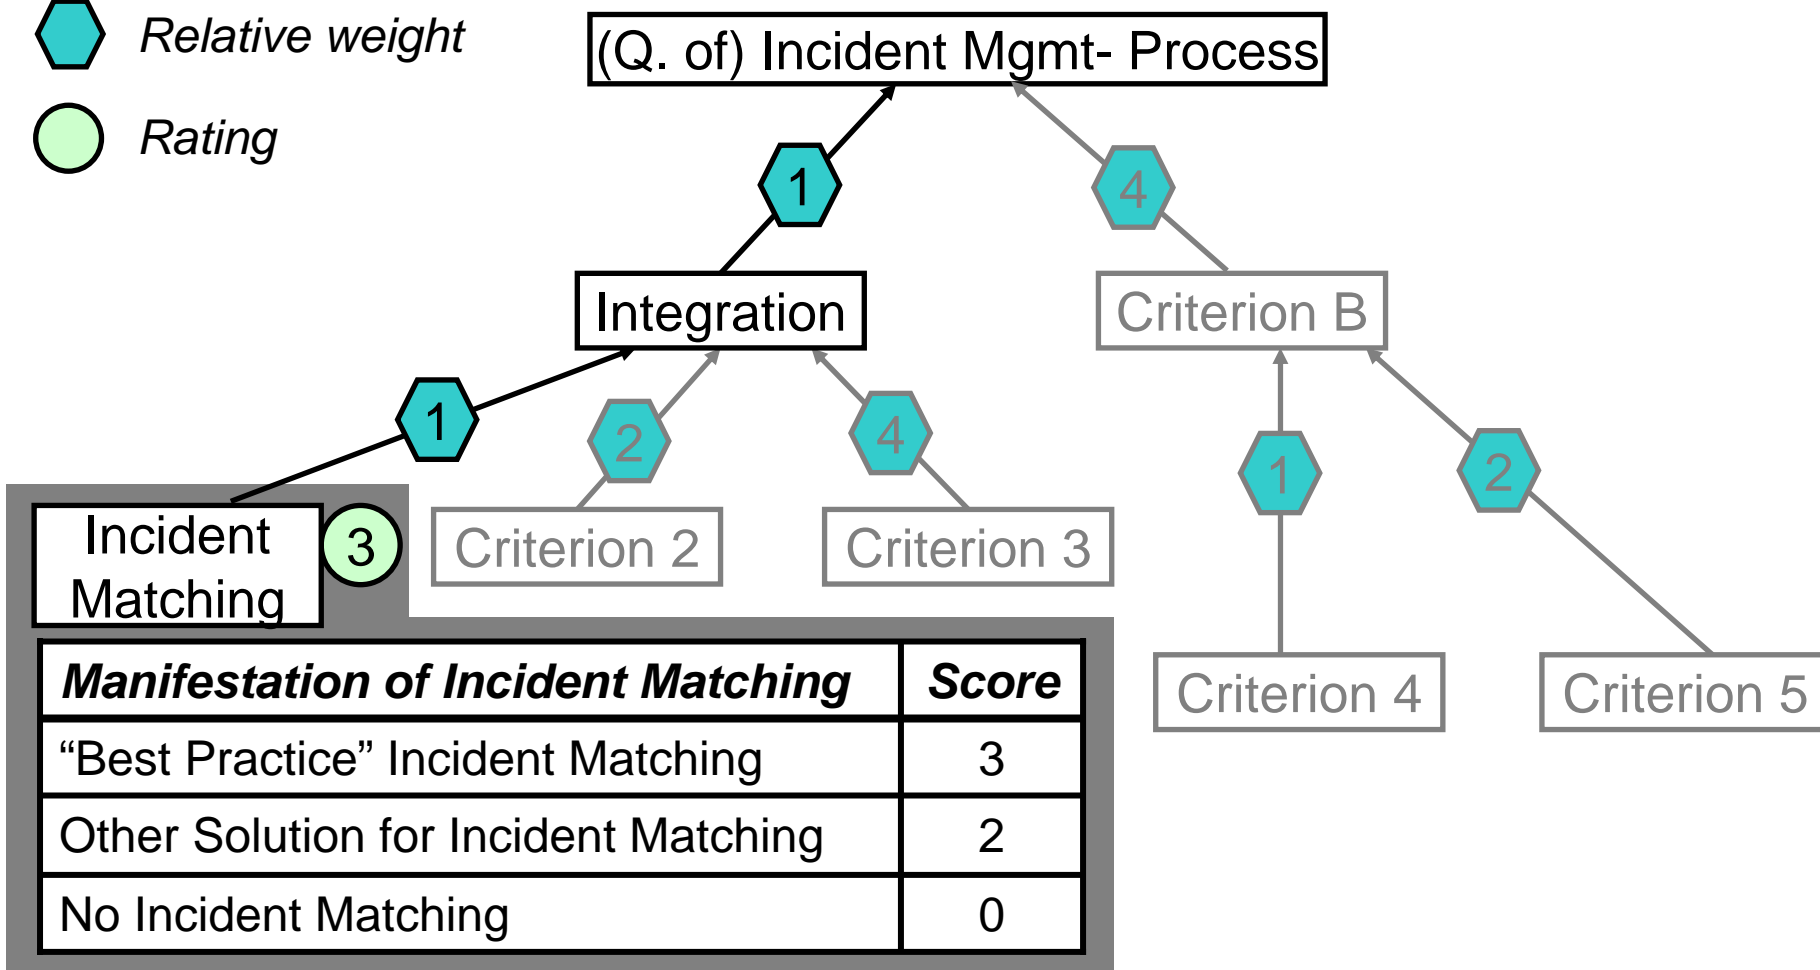 Relative weight
(Q. of) Incident Mgmt- Process
Rating
1
4
Integration
Criterion B
1
2
4
1
2
Incident
Matching
3
Criterion 2
Criterion 3
Criterion 4
Criterion 5
Manifestation of Incident Matching Score
“Best Practice” Incident Matching 3
Other Solution for Incident Matching 2
No Incident Matching 0